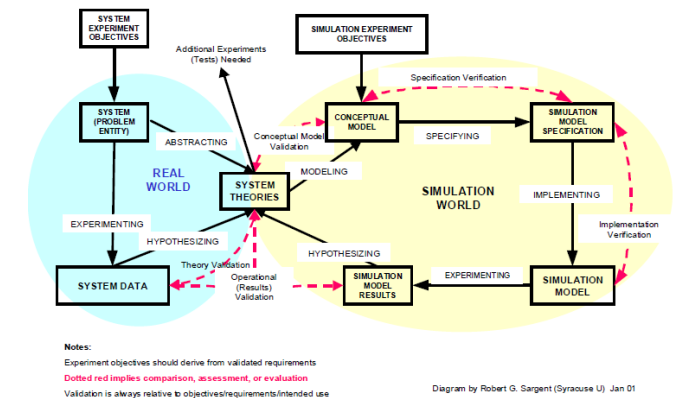 SYSTEM
EXPERIMENT
OBJECTIVES
SIMULATION EXPERIMENT
OBJECTIVES
Additional Experiments
(Tests) Needed
Specification Verification
SYSTEM
(PROBLEM
ENTITY)
CONCEPTUAL
MODEL
SIMULATION
MODEL
SPECIFICATION
ABSTRACTING
Conceptual Model
Validation
SPECIFYING
REAL
WORLD
SYSTEM
THEORIES
MODELING
SIMULATION
WORLD
IMPLEMENTING
EXPERIMENTING
Implementation
Verification
HYPOTHESIZING
HYPOTHESIZING
Theory Validation
SYSTEM DATA
Operational
(Results)
Validation
SIMULATION
MODEL
RESULTS
EXPERIMENTING
SIMULATION
MODEL
Notes:
Experiment objectives should derive from validated requirements
Dotted red implies comparison, assessment, or evaluation
Validation is always relative to objectives/requirements/intended use
Diagram by Robert G. Sargent (Syracuse U) Jan 01